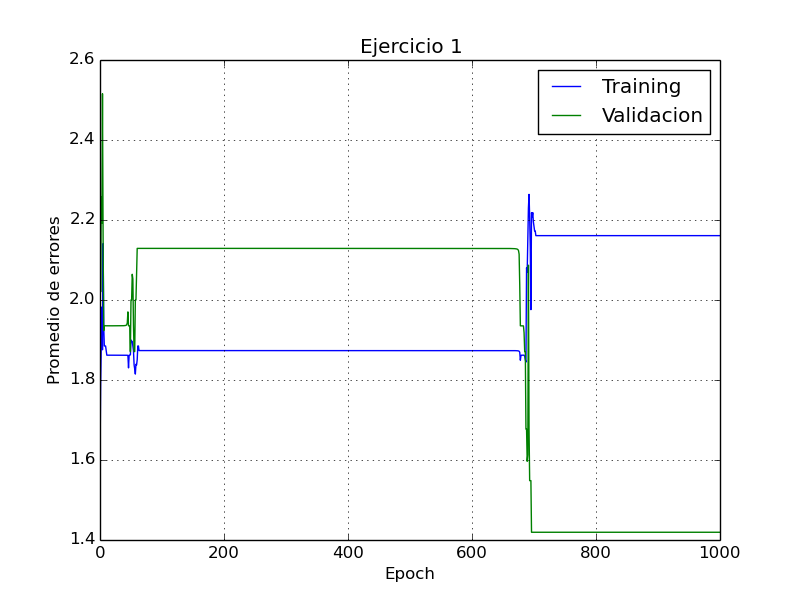 Ejercicio 1
2.6
2.4
2.2
2.0
1.8
1.6
1.4
Promedio de errores
Training
Validacion
0
200
400
600
800
1000
Epoch